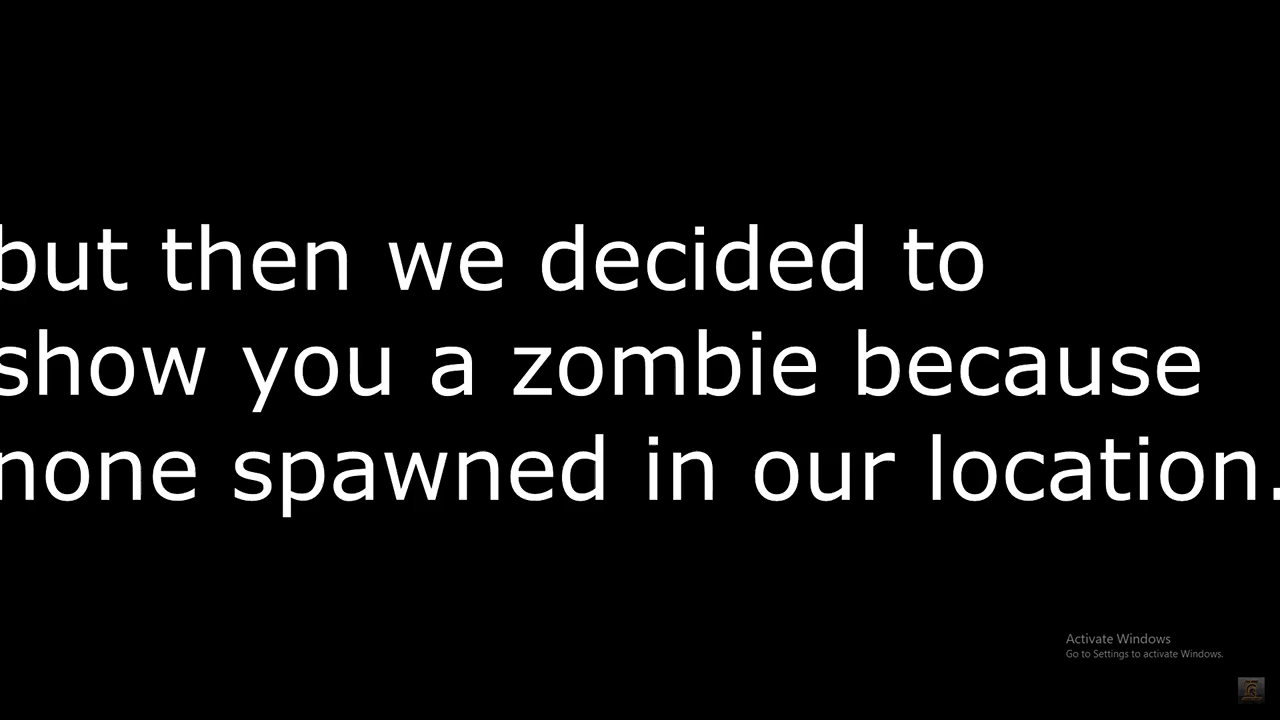 but then we decided to
show you a zombie because
none spawned in our location.
Activate Windows
Go to Settings to activate Windows.